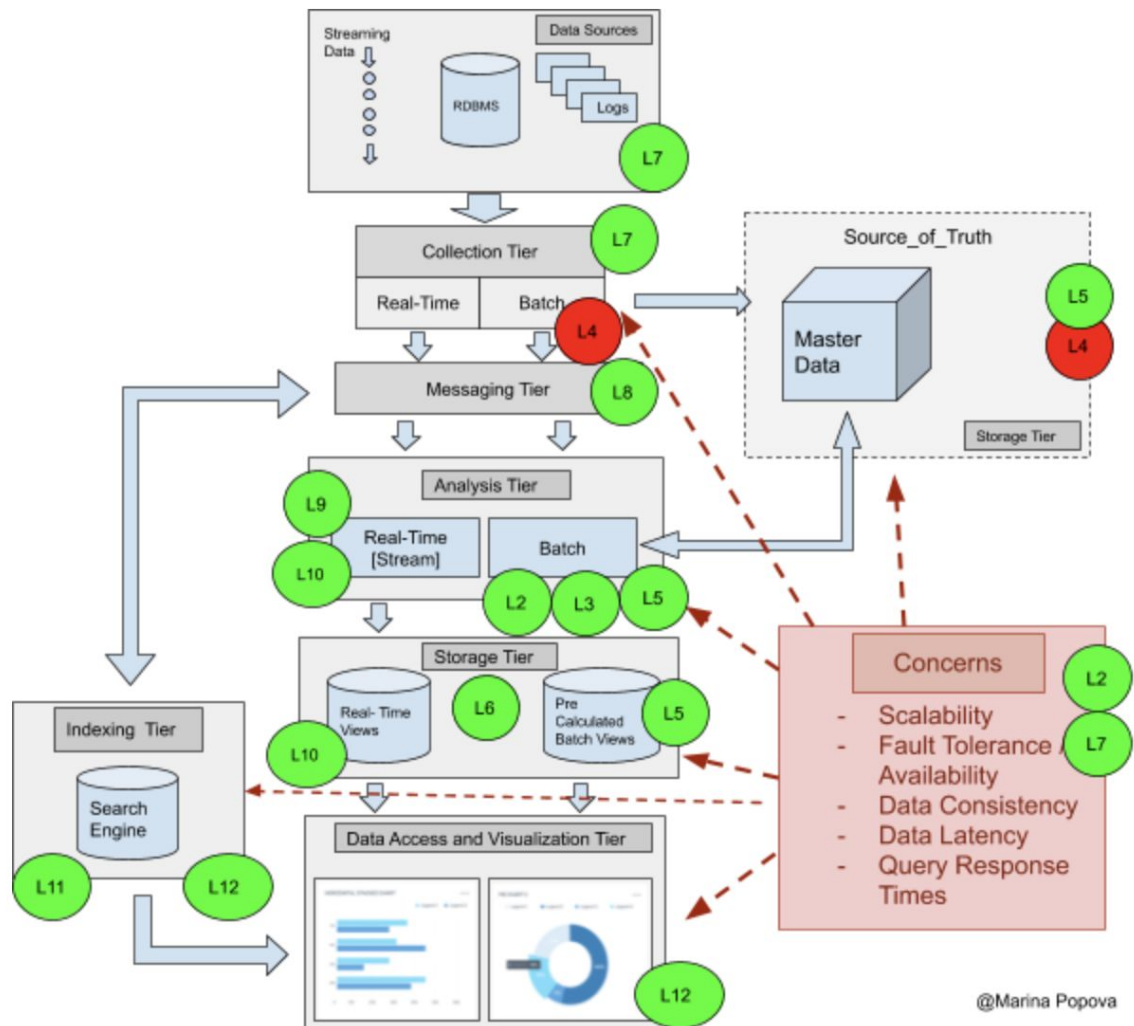 Streaming
Data
Data Sources
RDBMS
Logs
L7
Collection Tier
L7
Real-Time
Batch
L4
Source_of_Truth
Master
Data
L5
L4
Storage Tier
Messaging Tier
L8
Analysis Tier
L9
Real-Time
[Stream]
L10
Batch
L2
L3
L5
Storage Tier
Real- Time
Views
L6
Pre
Calculated
Batch Views
L5
L10
Concerns
L2
- Scalability
- Fault Tolerance /
L7
Availability
- Data Consistency
- Data Latency
- Query Response
Times
Indexing Tier
Search
Engine
L11
L12
Data Access and Visualization Tier
L12
@Marina Popova